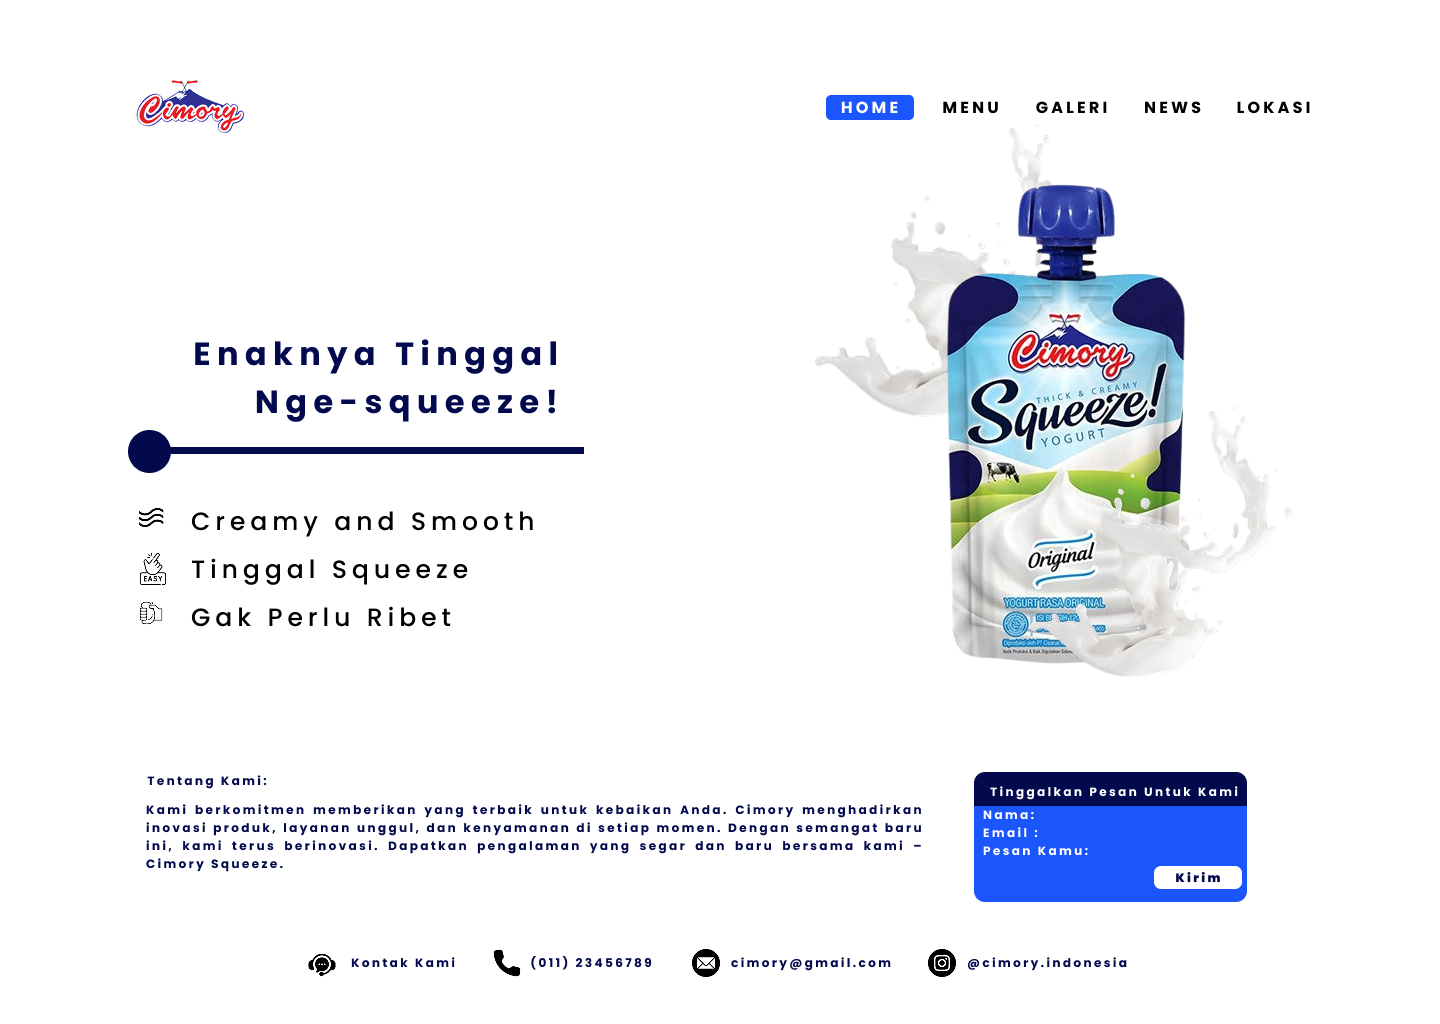 Cimory
HOME MENU GALERI NEWS LOKASI
Enaknya Tinggal
Nge-squeeze!
Creamy and Smooth
EASY
Tinggal Squeeze
Gak Perlu Ribet
Cimory
THICK & CREAMY
Squeeze!
YOGURT
Original
YOGURT RASA ORIGINAL
Tentang Kami:
Kami berkomitmen memberikan yang terbaik untuk kebaikan Anda. Cimory menghadirkan
inovasi produk, layanan unggul, dan kenyamanan di setiap momen. Dengan semangat baru
ini, kami terus berinovasi. Dapatkan pengalaman yang segar dan baru bersama kami –
Cimory Squeeze.
Tinggalkan Pesan Untuk Kami
Nama:
Email :
Pesan Kamu:
Kirim
Kontak Kami
(011) 23456789
cimory@gmail.com
@cimory.indonesia